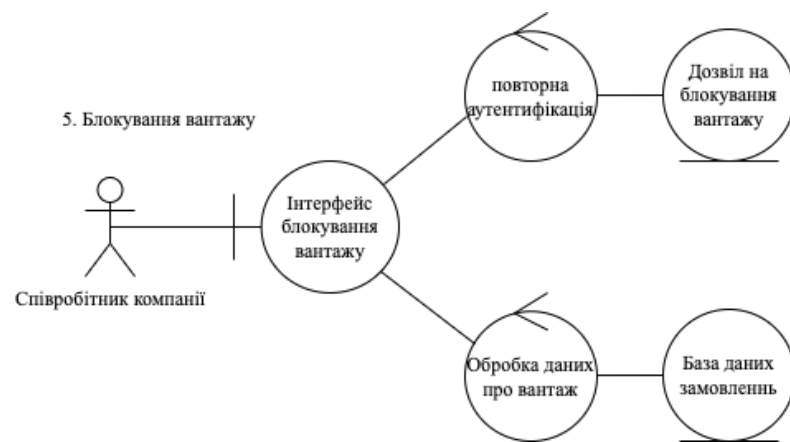 5. Блокування вантажу
Співробітник компанії
Інтерфейс
блокування
вантажу
повторна
аутентифікація
Дозвіл на
блокування
вантажу
Обробка даних
про вантаж
База даних
замовленнь